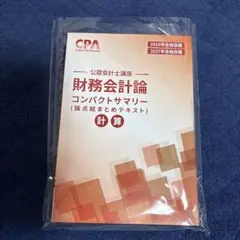 CPA
2026年合格目標
2027年合格目標
公認会計士講座
財務会計論
コンパクトサマリー
(論点総まとめテキスト)
計算